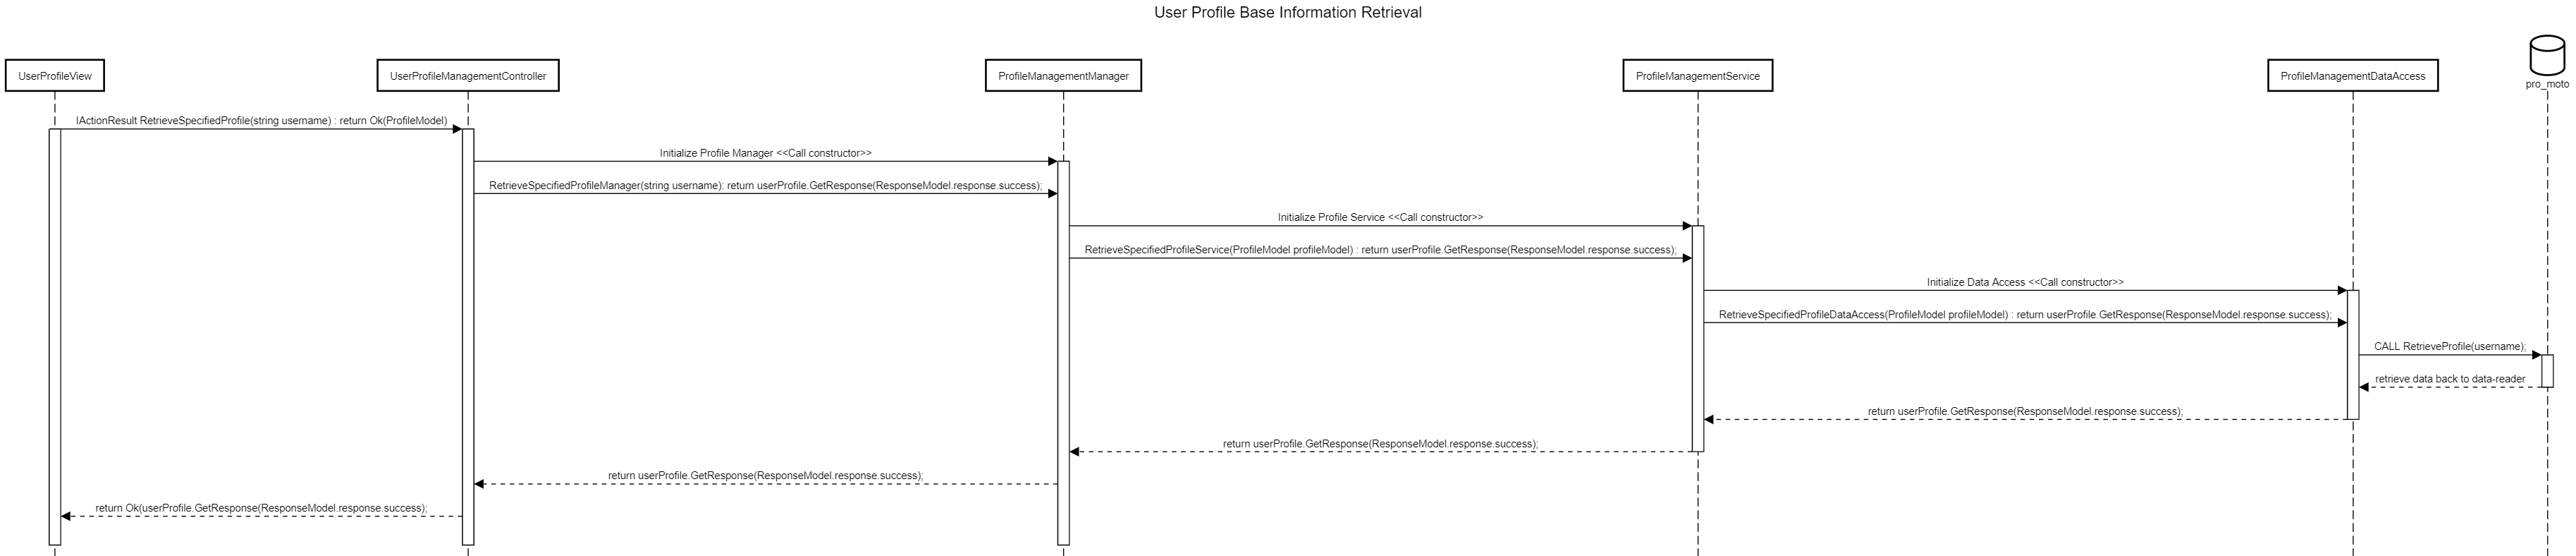 User Profile Base Information Retrieval
UserProfileView
UserProfileManagementController
ProfileManagementManager
ProfileManagementService
ProfileManagementDataAccess
pro_moto
IActionResult RetrieveSpecifiedProfile(string username) : return Ok(ProfileModel)
Initialize Profile Manager <<Call constructor>>
RetrieveSpecifiedProfileManager(string username): return userProfile.GetResponse(ResponseModel.response.success);
Initialize Profile Service <<Call constructor>>
RetrieveSpecifiedProfileService(ProfileModel profileModel) : return userProfile.GetResponse(ResponseModel.response.success);
Initialize Data Access <<Call constructor>>
RetrieveSpecifiedProfileDataAccess(ProfileModel profileModel) : return userProfile.GetResponse(ResponseModel.response.success);
CALL RetrieveProfile(username);
retrieve data back to data-reader
return userProfile.GetResponse(ResponseModel.response.success);
return userProfile.GetResponse(ResponseModel.response.success);
return userProfile.GetResponse(ResponseModel.response.success);
return Ok(userProfile.GetResponse(ResponseModel.response.success);